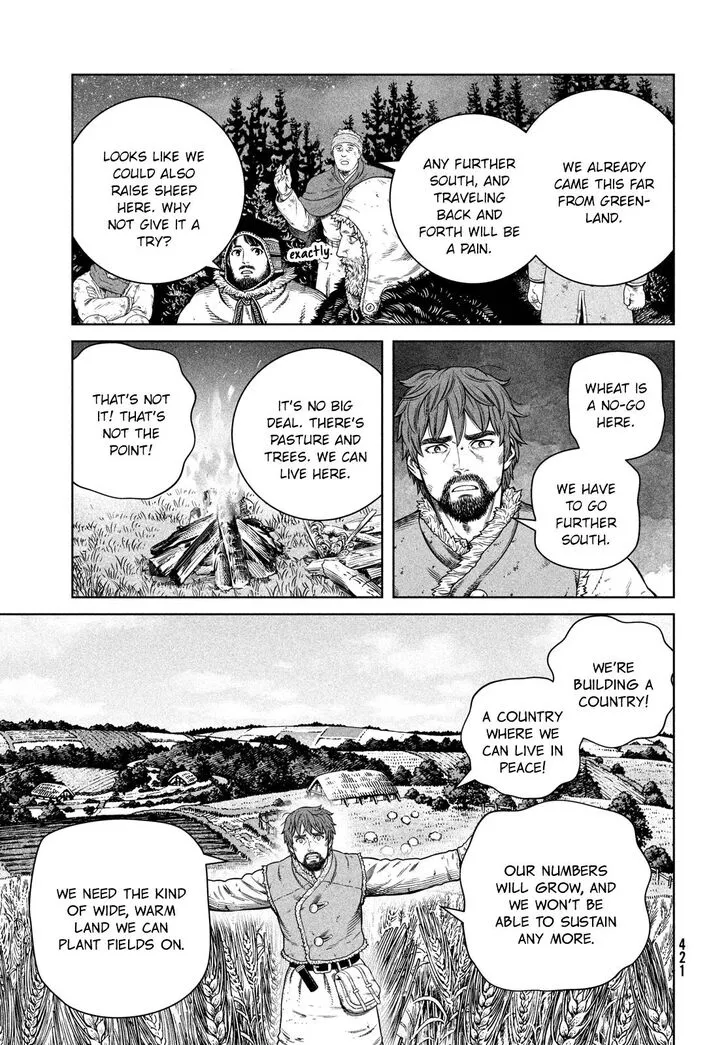 WE ALREADY
CAME THIS FAR
FROM GREEN-
LAND.
ANY FURTHER
SOUTH, AND
TRAVELING
BACK AND
FORTH WILL BE
A PAIN.
exactly.
LOOKS LIKE WE
COULD ALSO
RAISE SHEEP
HERE. WHY
NOT GIVE IT A
TRY?
WHEAT IS
A NO-GO
HERE.
WE HAVE
TO GO
FURTHER
SOUTH.
IT'S NO BIG
DEAL. THERE'S
PASTURE AND
TREES. WE CAN
LIVE HERE.
THAT'S NOT
IT! THAT'S
NOT THE
POINT!
WE'RE
BUILDING A
COUNTRY!
A COUNTRY
WHERE WE
CAN LIVE IN
PEACE!
OUR NUMBERS
WILL GROW, AND
WE WON'T BE
ABLE TO SUSTAIN
ANY MORE.
WE NEED THE KIND
OF WIDE, WARM
LAND WE CAN
PLANT FIELDS ON.
421